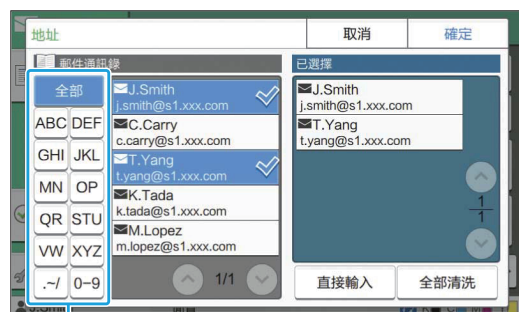 地址
取消
確定
郵件通訊錄
已選擇
全部
ABC DEF
GHI JKL
MN OP
QR STU
VW XYZ
.~/ 0-9
J.Smith
j.smith@s1.xxx.com
C.Carry
c.carry@s1.xxx.com
T.Yang
t.yang@s1.xxx.com
K.Tada
k.tada@s1.xxx.com
M.Lopez
m.lopez@s1.xxx.com
1/1
J.Smith
j.smith@s1.xxx.com
T.Yang
t.yang@s1.xxx.com
1
1
直接輸入
全部清洗